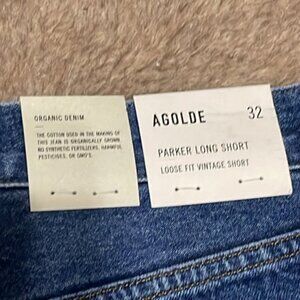 ORGANIC DENIM
THE COTTON USED IN THE MAKING OF
THIS JEAN IS ORGANICALLY GROWN.
NO SYNTHETIC FERTILIZERS, HARMFUL
PESTICIDES, OR GMO'S.
AGOLDE 32
PARKER LONG SHORT
LOOSE FIT VINTAGE SHORT